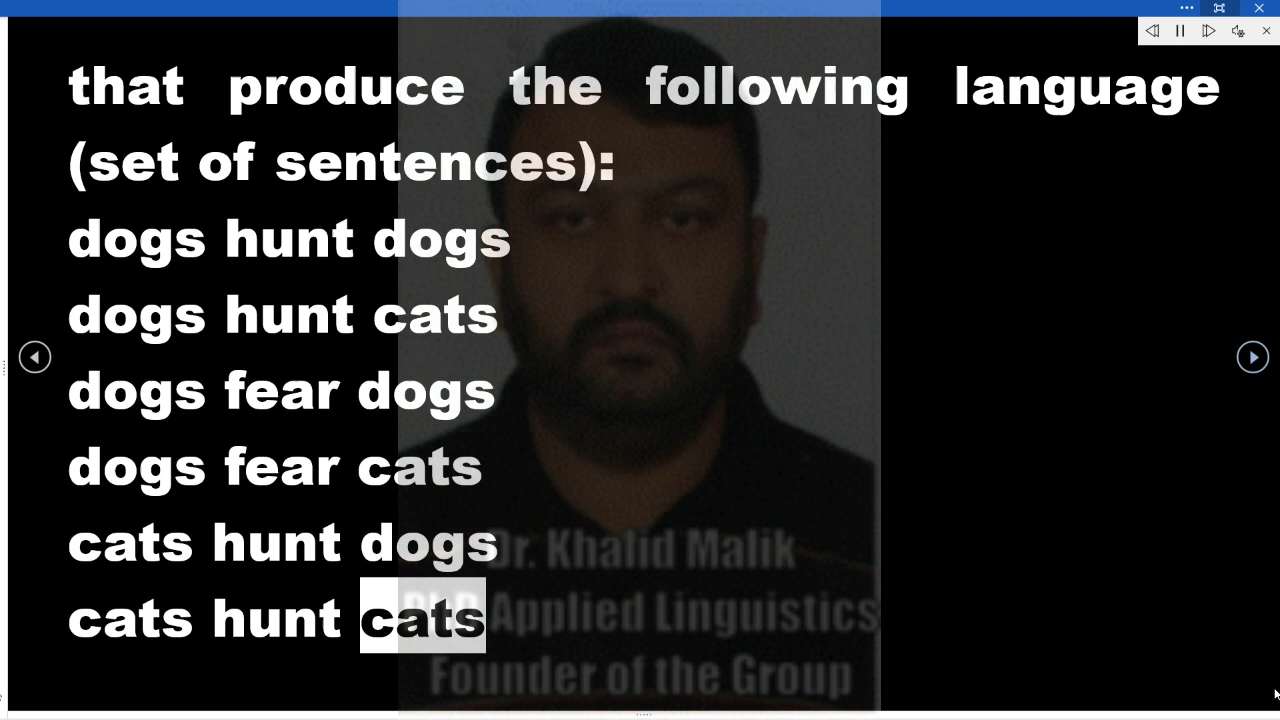 that produce the following language
(set of sentences):
dogs hunt dogs
dogs hunt cats
dogs fear dogs
dogs fear cats
cats hunt dogs
cats hunt cats
Dr. Khalid Malik
PhD Applied Linguistics
Founder of the Group